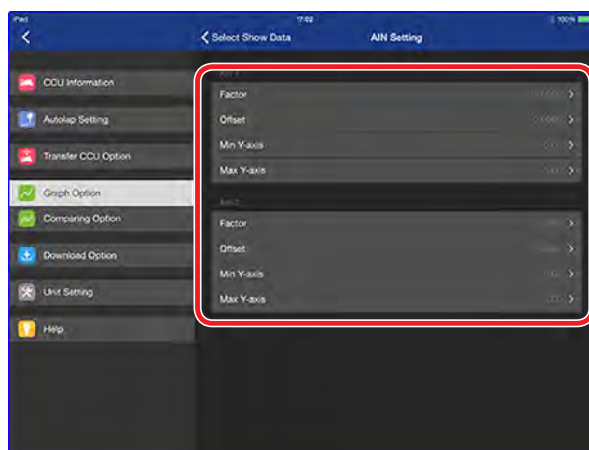 iPad 17:02 100%
Select Show Data AIN Setting
CCU Information
Autolap Setting
Transfer CCU Option
Graph Option
Comparing Option
Download Option
Unit Setting
Help
Factor
Offset
Min Y-axis
Max Y-axis
Factor
Offset
Min Y-axis
Max Y-axis